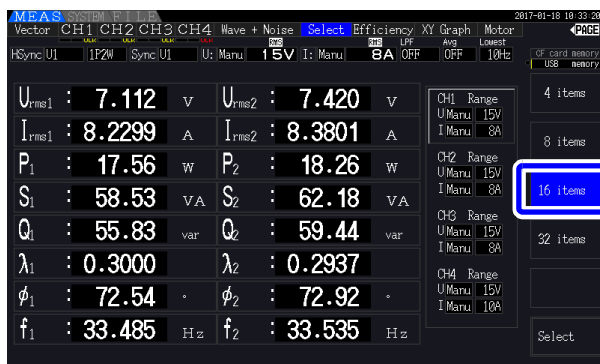 MEAS SYSTEM FILE 2017-01-18 10:33:20
Vector CH1 CH2 CH3 CH4 Wave + Noise Select Efficiency XY Graph Motor ◀PAGE
RMS RMS LPF Avg Lowest
HSync U1 1P2W Sync U1 U: Manu 15V I: Manu 8A OFF OFF 10Hz
CF card memory
USB memory
Urms1 : 7.112 V Urms2 : 7.420 V
Irms1 : 8.2299 A Irms2 : 8.3801 A
P1 : 17.56 W P2 : 18.26 W
S1 : 58.53 VA S2 : 62.18 VA
Q1 : 55.83 var Q2 : 59.44 var
λ1 : 0.3000 λ2 : 0.2937
ϕ1 : 72.54 ° ϕ2 : 72.92 °
f1 : 33.485 Hz f2 : 33.535 Hz
CH1 Range
U Manu 15V
I Manu 8A
CH2 Range
U Manu 15V
I Manu 8A
CH3 Range
U Manu 15V
I Manu 8A
CH4 Range
U Manu 15V
I Manu 10A
4 items
8 items
16 items
32 items
Select